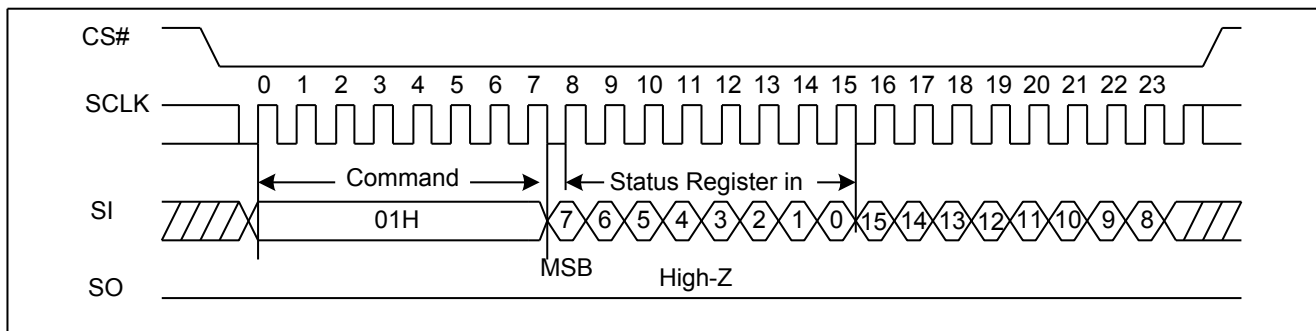 CS#
0 1 2 3 4 5 6 7 8 9 10 11 12 13 14 15 16 17 18 19 20 21 22 23
SCLK
Command Status Register in
SI 01H 7 6 5 4 3 2 1 0 15 14 13 12 11 10 9 8
MSB High-Z
SO